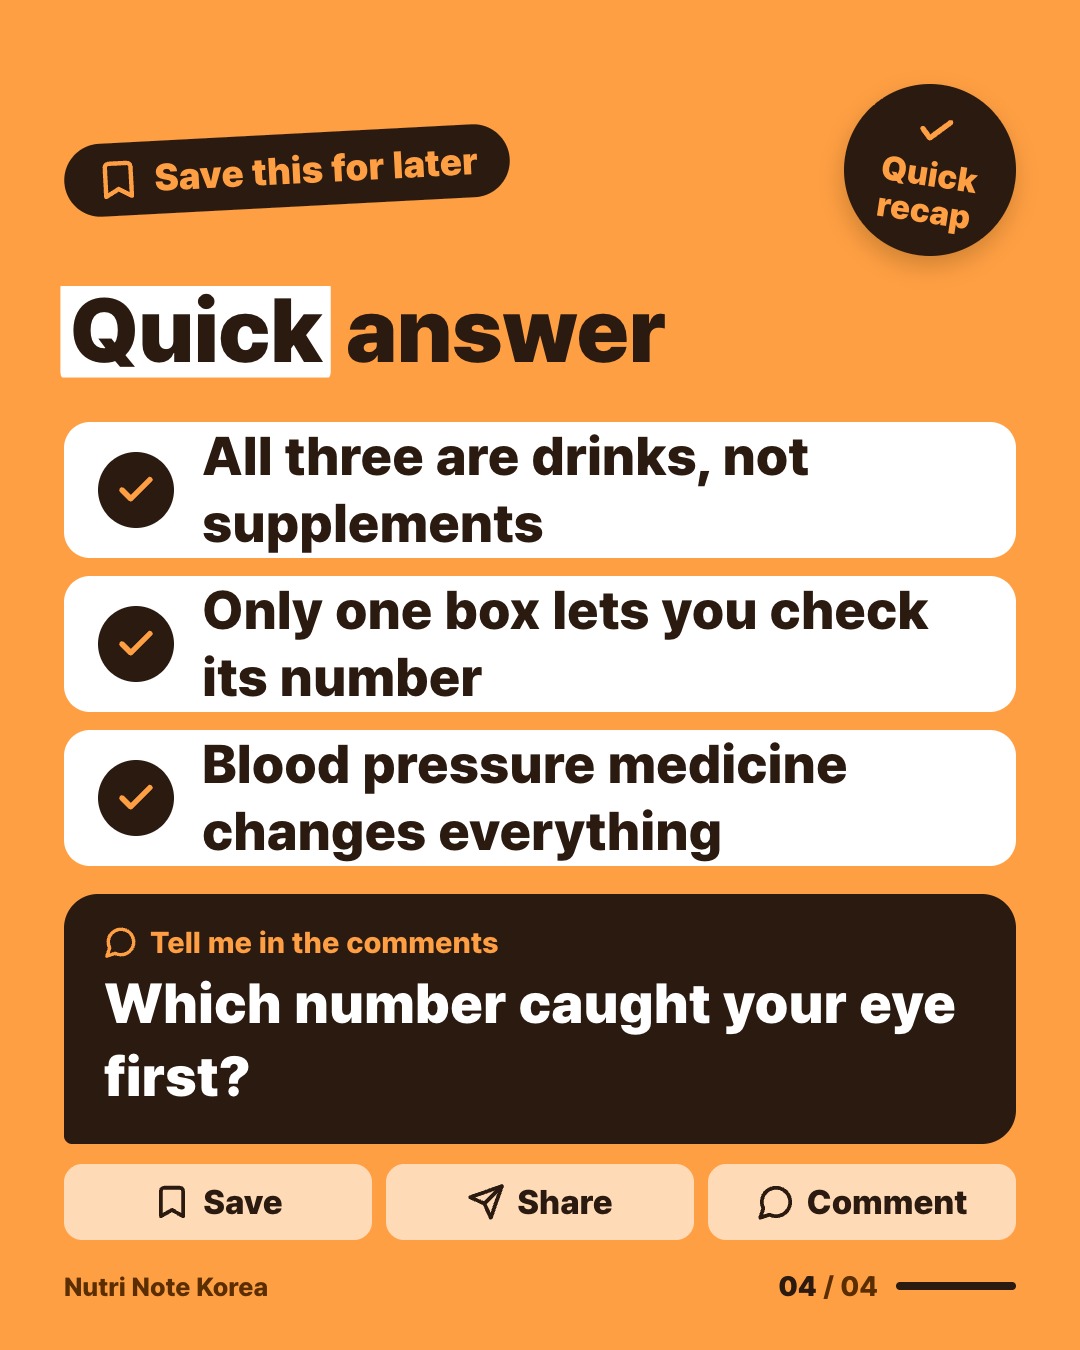 Save this for later
Quick
recap
Quick answer
All three are drinks, not
supplements
Only one box lets you check
its number
Blood pressure medicine
changes everything
Tell me in the comments
Which number caught your eye
first?
Save
Share
Comment
Nutri Note Korea
04 / 04